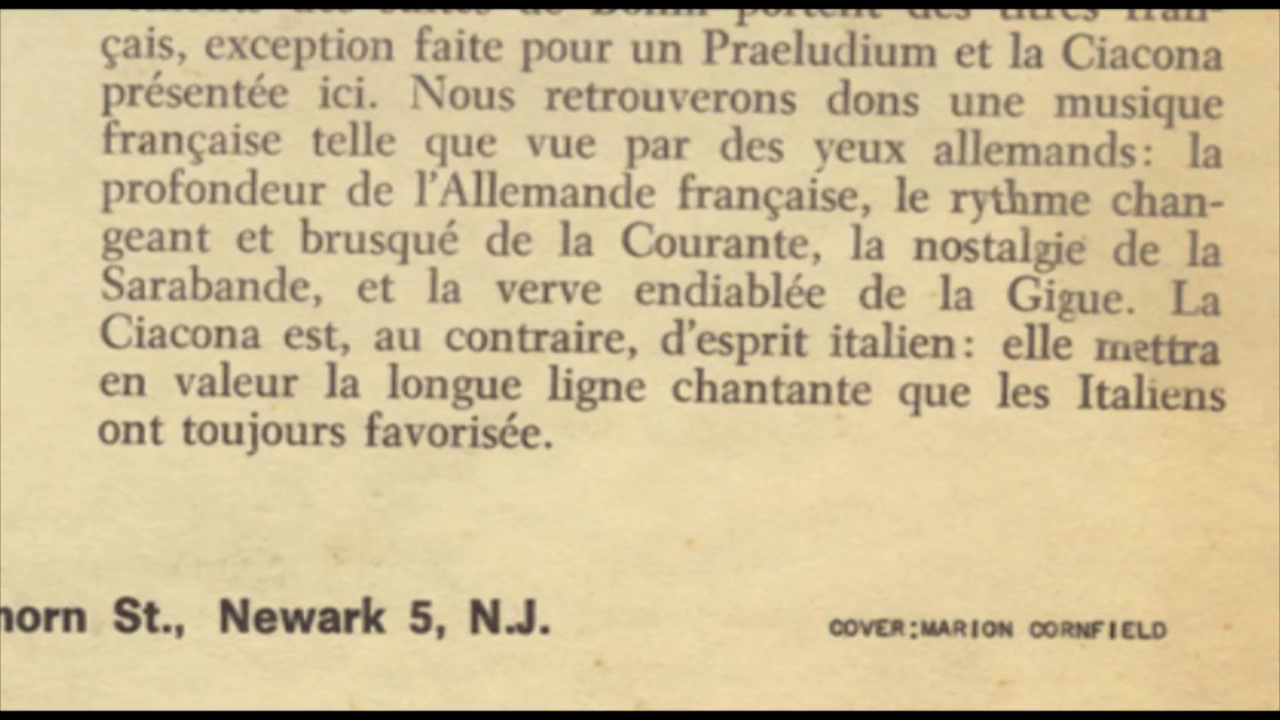 çais, exception faite pour un Praeludium et la Ciacona
présentée ici. Nous retrouverons dons une musique
française telle que vue par des yeux allemands: la
profondeur de l'Allemande française, le rythme chan-
geant et brusqué de la Courante, la nostalgie de la
Sarabande, et la verve endiablée de la Gigue. La
Ciacona est, au contraire, d'esprit italien: elle mettra
en valeur la longue ligne chantante que les Italiens
ont toujours favorisée.
horn St., Newark 5, N.J.
COVER:MARION CORNFIELD